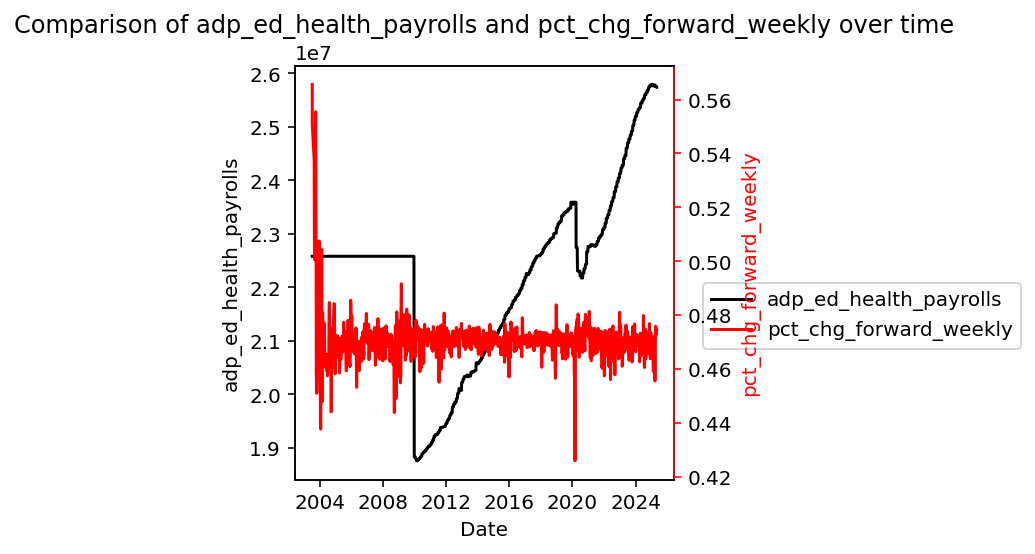 Comparison of adp_ed_health_payrolls and pct_chg_forward_weekly over time
1e7
2.6
2.5
2.4
2.3
2.2
2.1
2.0
1.9
adp_ed_health_payrolls
2004 2008 2012 2016 2020 2024
Date
0.56
0.54
0.52
0.50
0.48
0.46
0.44
0.42
pct_chg_forward_weekly
adp_ed_health_payrolls
pct_chg_forward_weekly